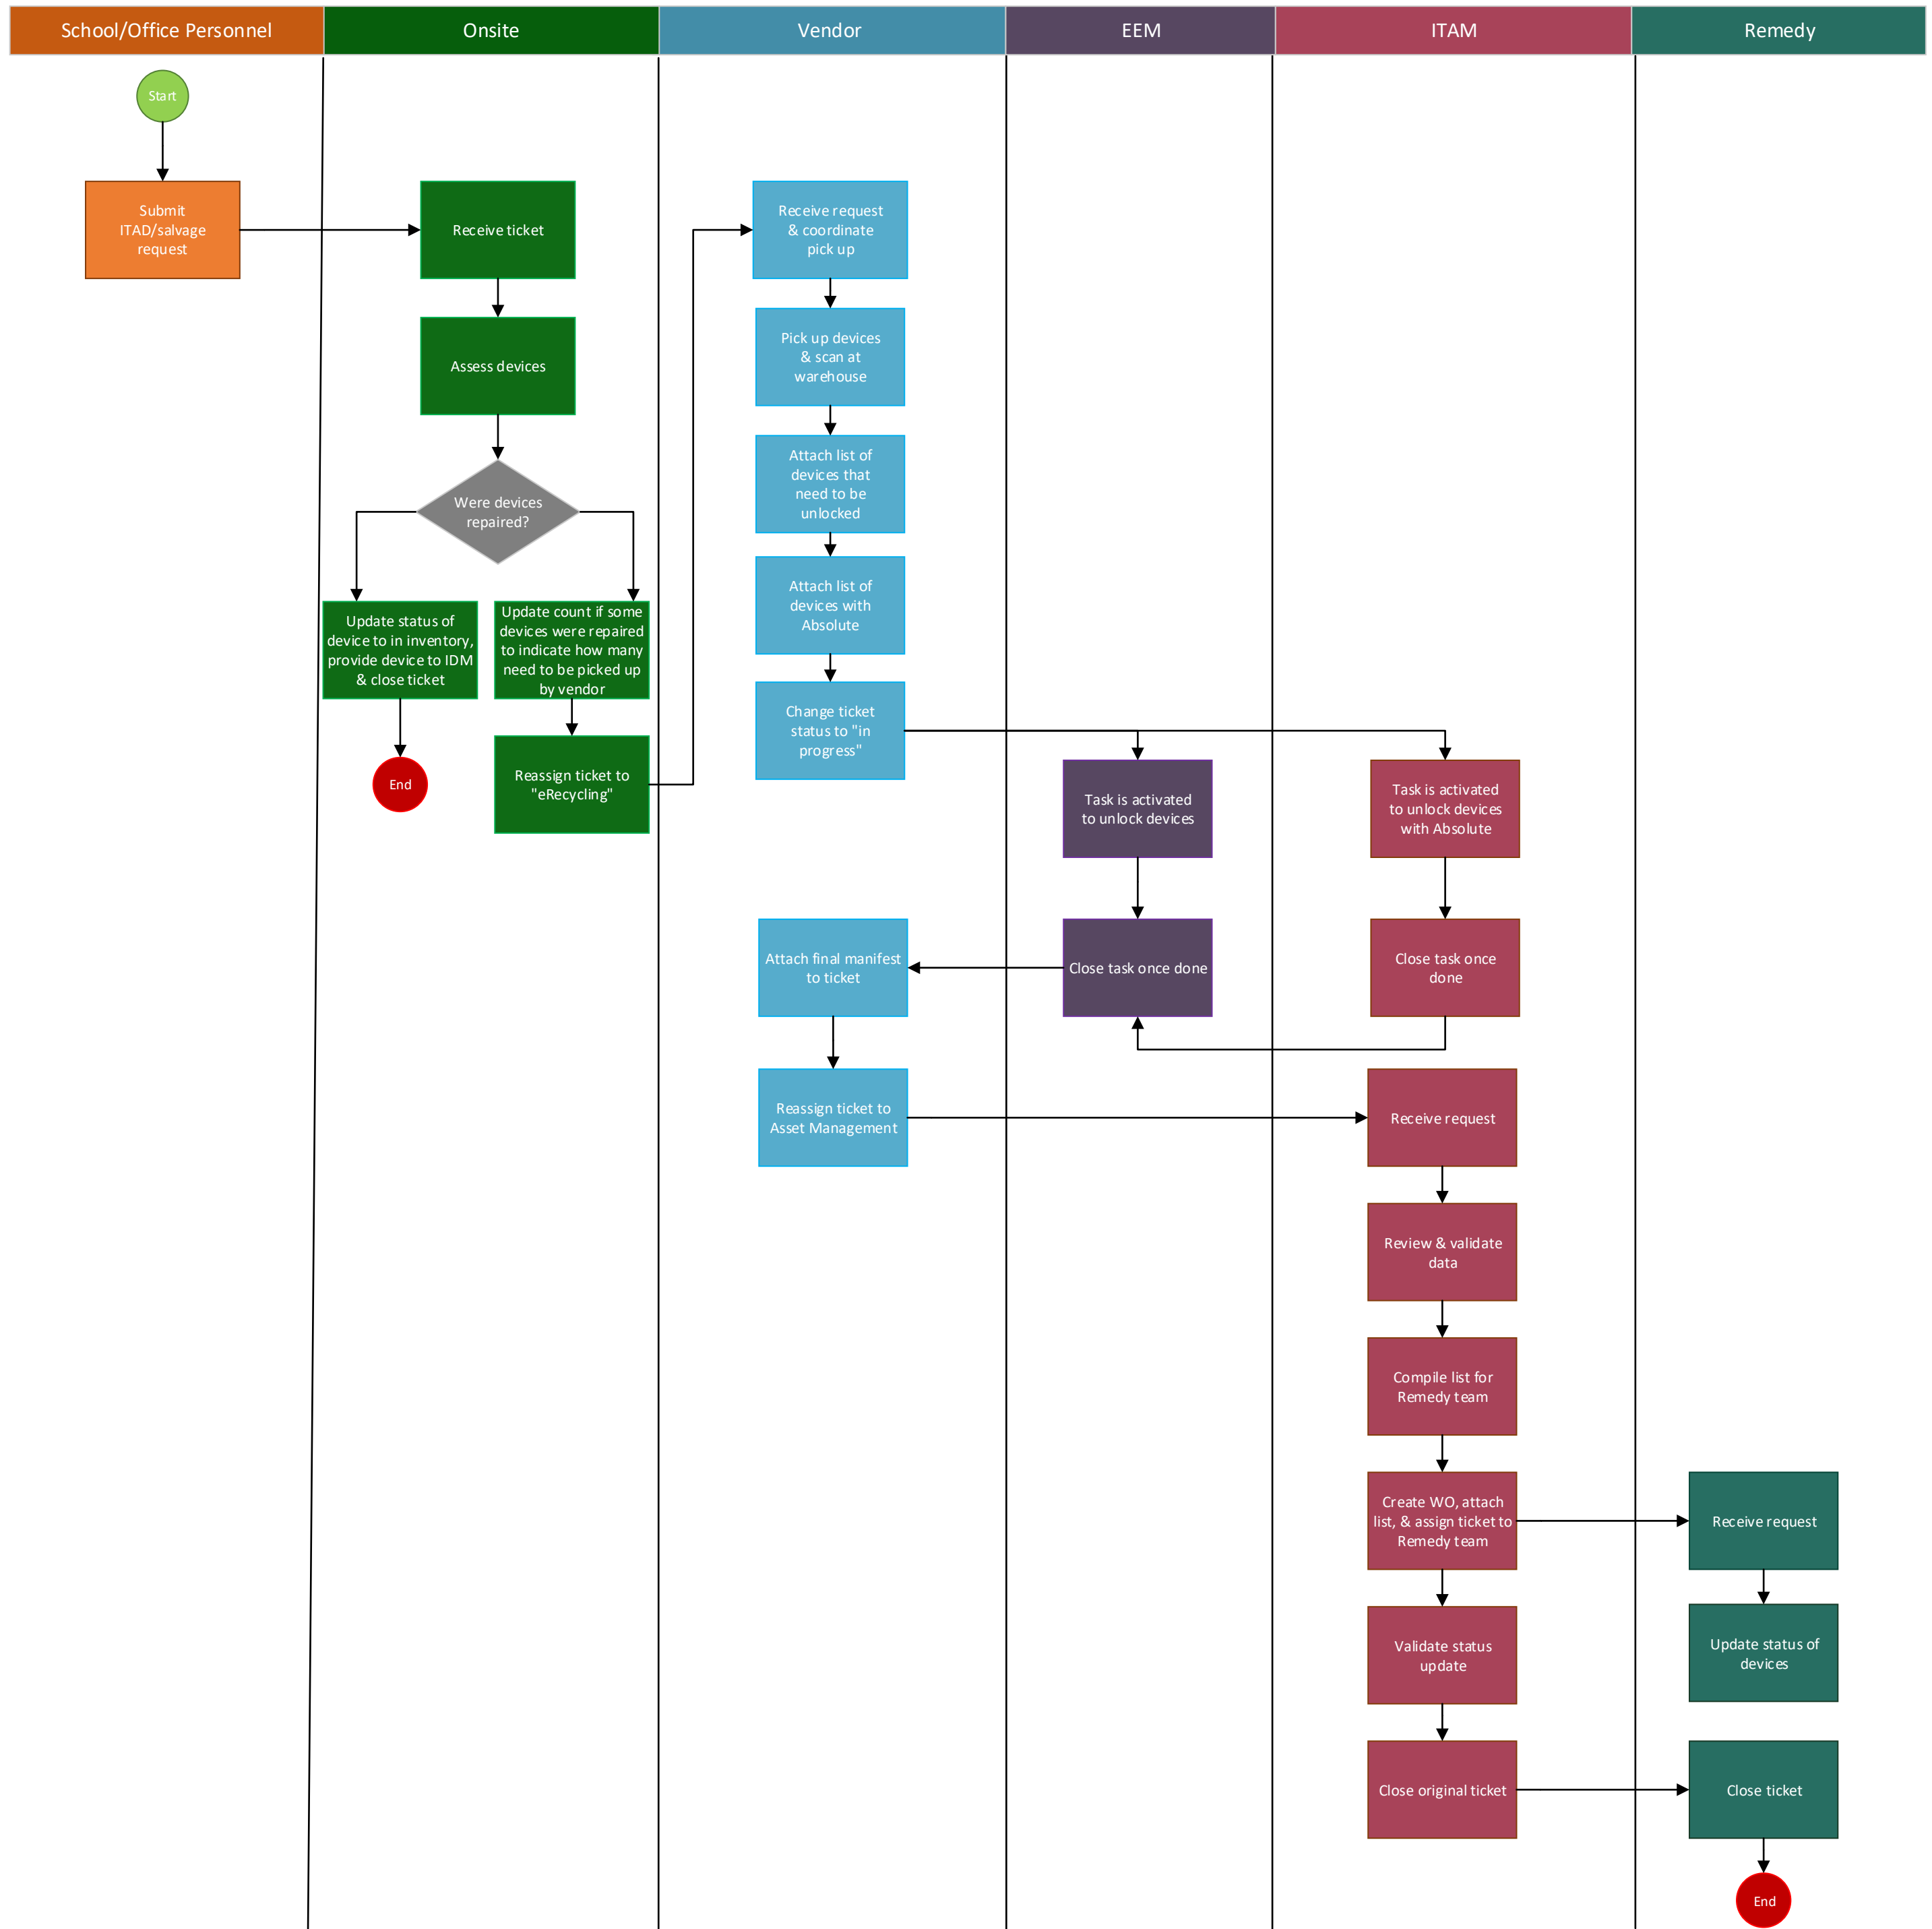 School/Office Personnel
Onsite
Vendor
EEM
ITAM
Remedy
Start
Submit
ITAD/salvage
request
Receive ticket
Assess devices
Were devices
repaired?
Update status of
device to in inventory,
provide device to IDM
& close ticket
End
Update count if some
devices were repaired
to indicate how many
need to be picked up
by vendor
Reassign ticket to
"eRecycling"
Receive request
& coordinate
pick up
Pick up devices
& scan at
warehouse
Attach list of
devices that
need to be
unlocked
Attach list of
devices with
Absolute
Change ticket
status to "in
progress"
Task is activated
to unlock devices
Task is activated
to unlock devices
with Absolute
Attach final manifest
to ticket
Close task once done
Close task once
done
Reassign ticket to
Asset Management
Receive request
Review & validate
data
Compile list for
Remedy team
Create WO, attach
list, & assign ticket to
Remedy team
Receive request
Validate status
update
Update status of
devices
Close original ticket
Close ticket
End